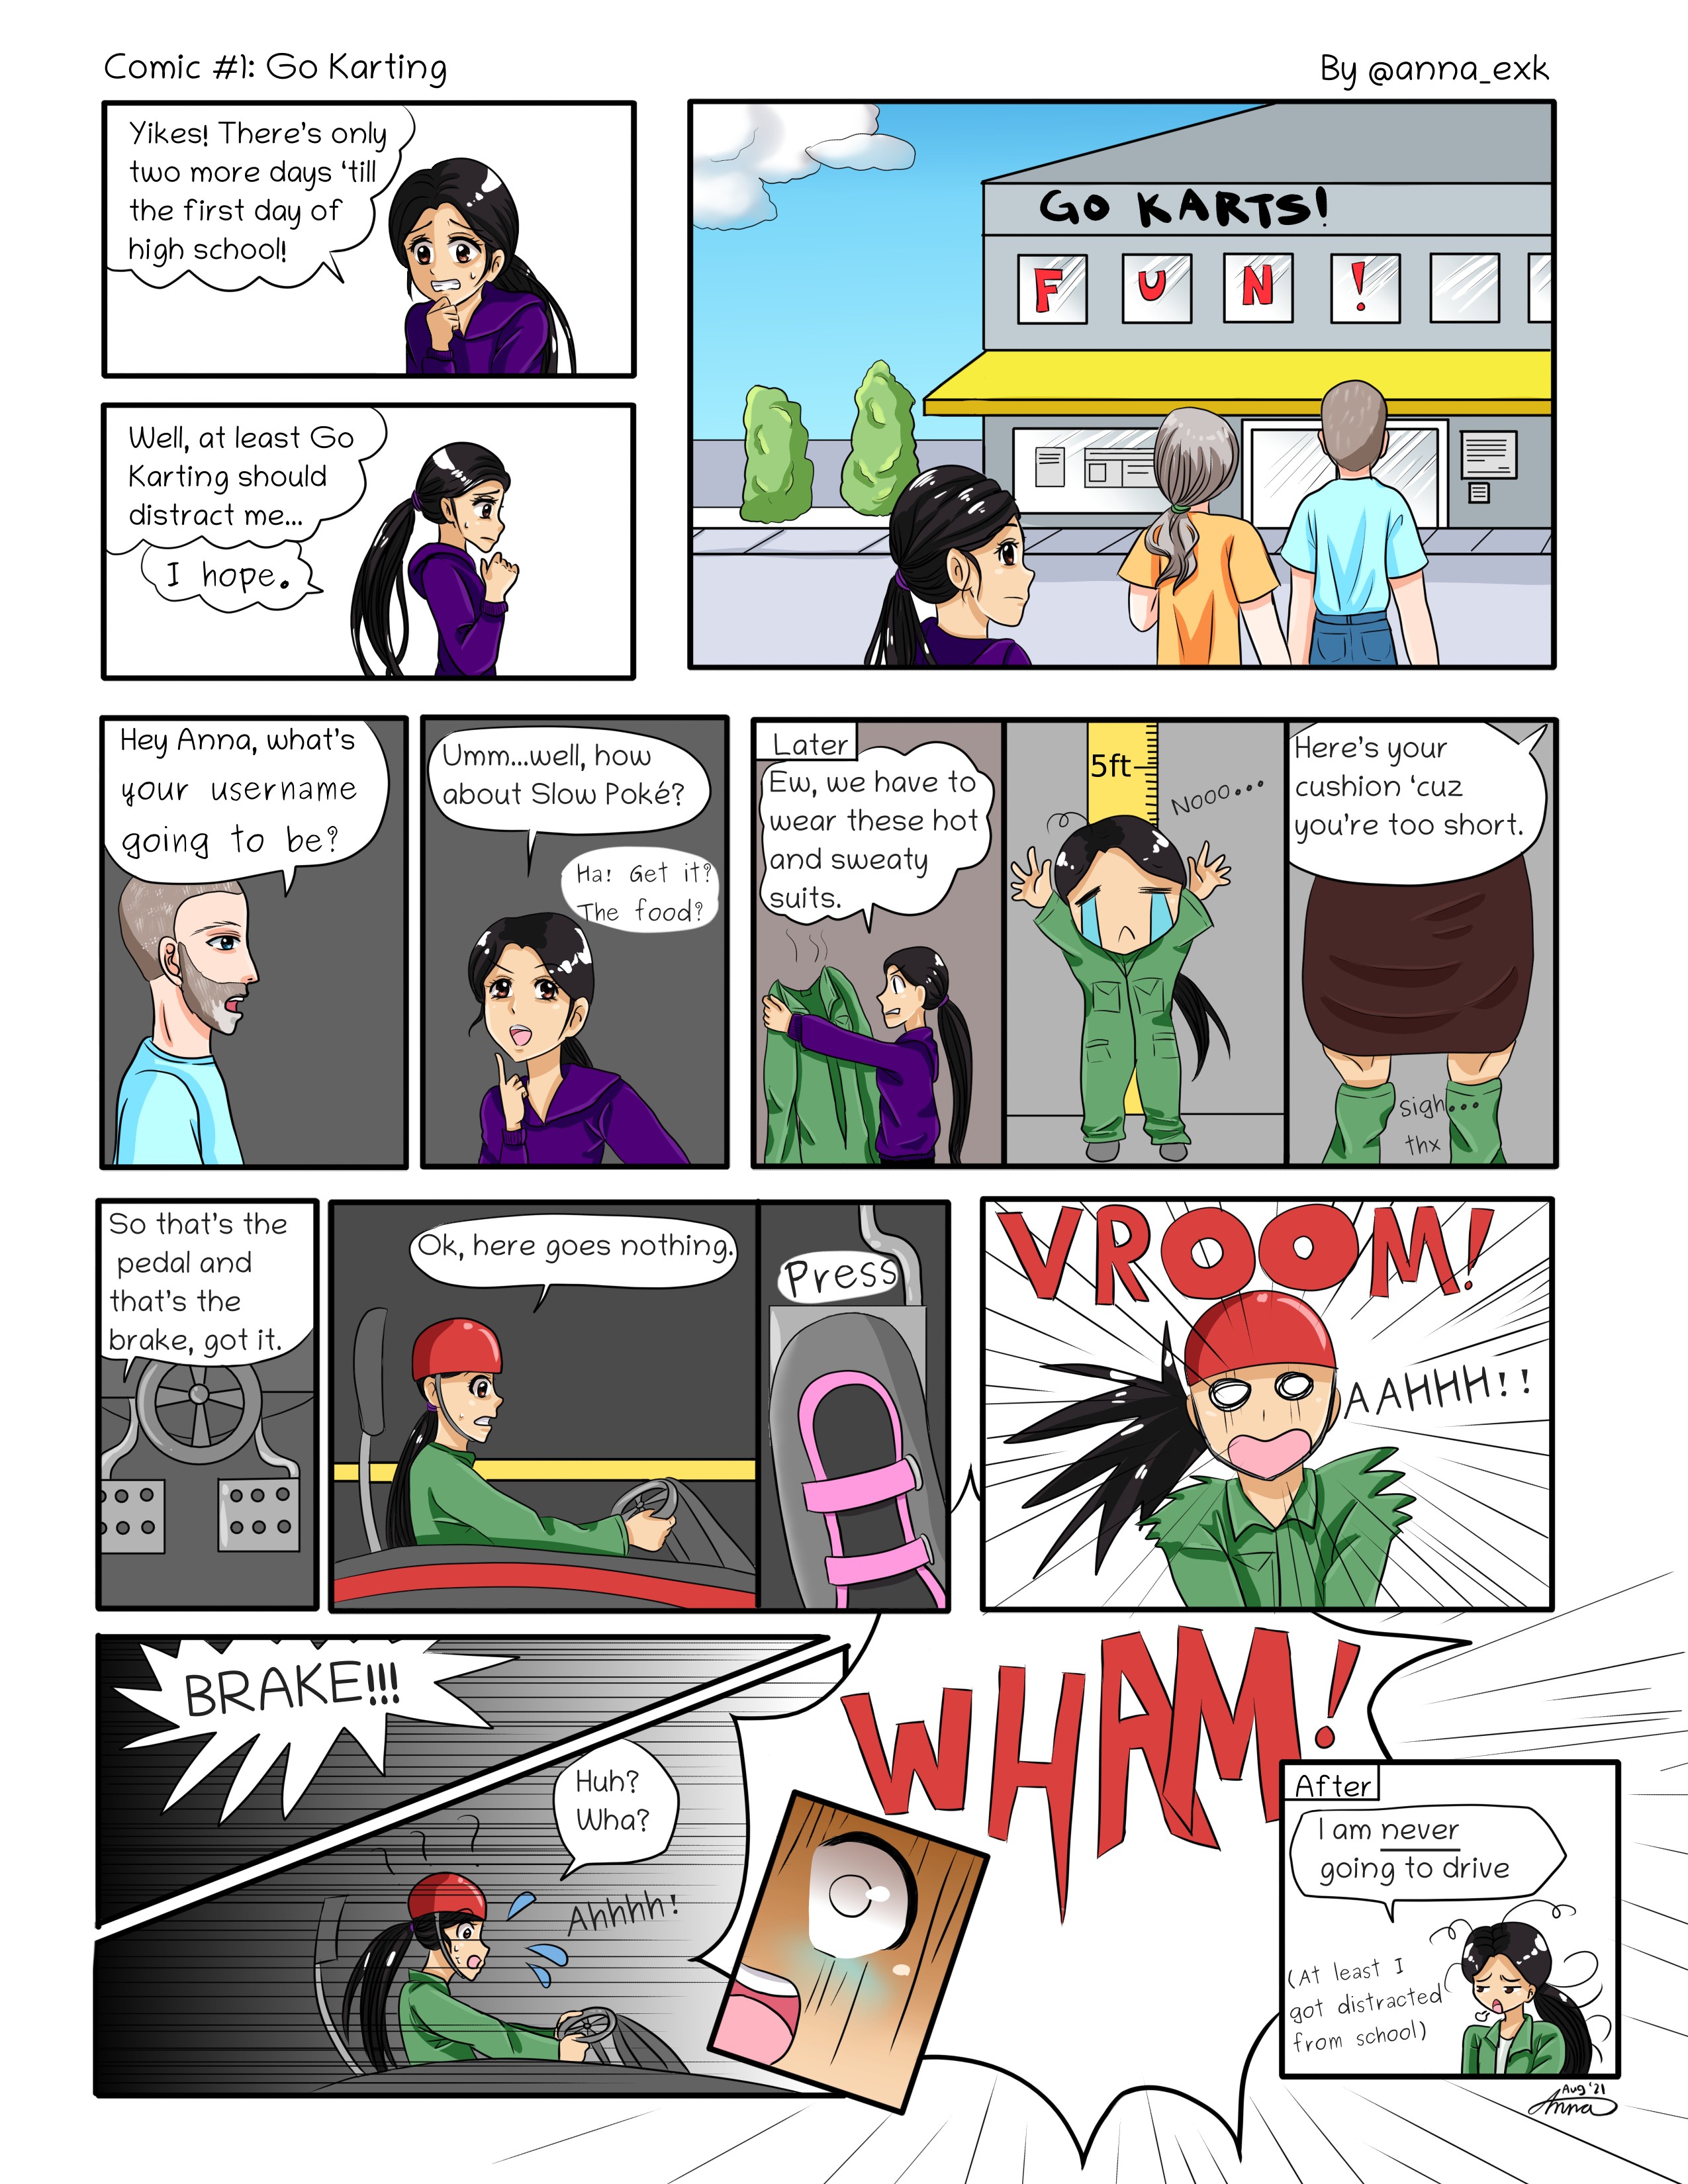 Comic #1: Go Karting
By @anna_exk
Yikes! There's only
two more days 'till
the first day of
high school!
Well, at least Go
Karting should
distract me...
I hope.
GO KARTS!
FUN!
Hey Anna, what's
your username
going to be?
Umm...well, how
about Slow Poké?
Ha! Get it?
The food?
Later
Ew, we have to
wear these hot
and sweaty
suits.
5ft
Nooo...
Here's your
cushion 'cuz
you're too short.
sigh...
thx
So that's the
pedal and
that's the
brake, got it.
Ok, here goes nothing.
Press
VROOM!
AAHHH!!
BRAKE!!!
Huh?
Wha?
? ? ?
Ahhhh!
WHAM!
After
I am never
going to drive
(At least I
got distracted
from school)
Aug '21
Anna